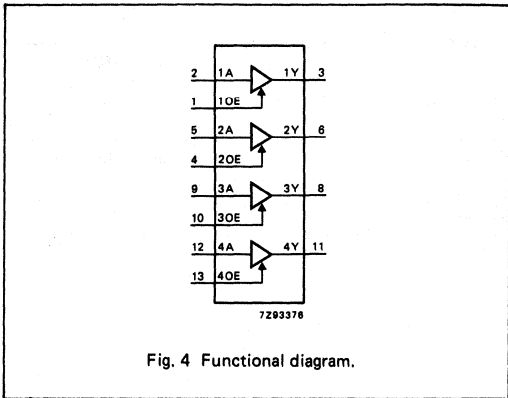 2 1A 1Y 3
1 1OE
5 2A 2Y 6
4 2OE
9 3A 3Y 8
10 3OE
12 4A 4Y 11
13 4OE
7Z93376
Fig. 4 Functional diagram.